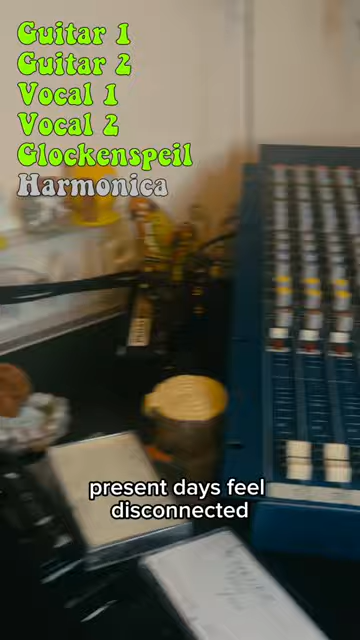 Guitar 1
Guitar 2
Vocal 1
Vocal 2
Glockenspeil
Harmonica
present days feel
disconnected